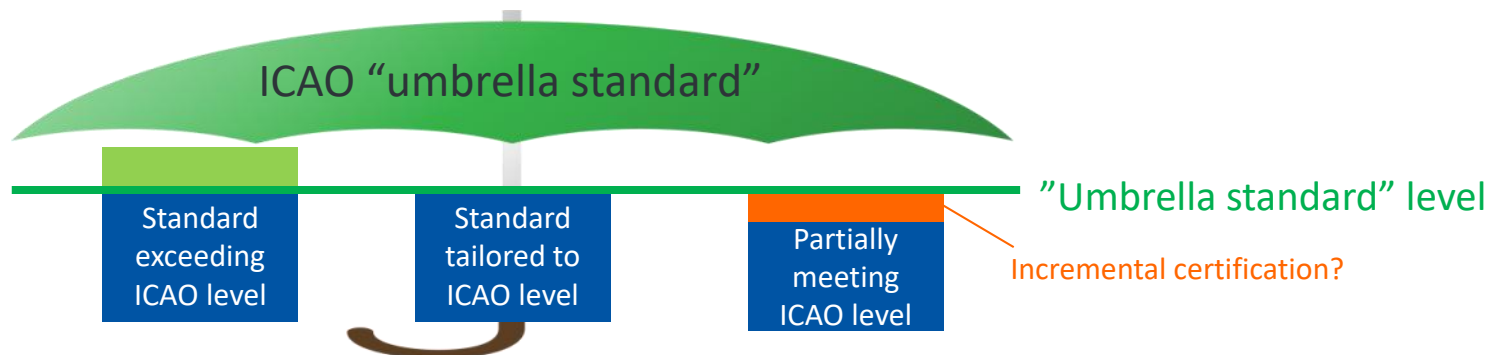 ICAO “umbrella standard”
”Umbrella standard” level
Standard
exceeding
ICAO level
Standard
tailored to
ICAO level
Partially
meeting
ICAO level
Incremental certification?